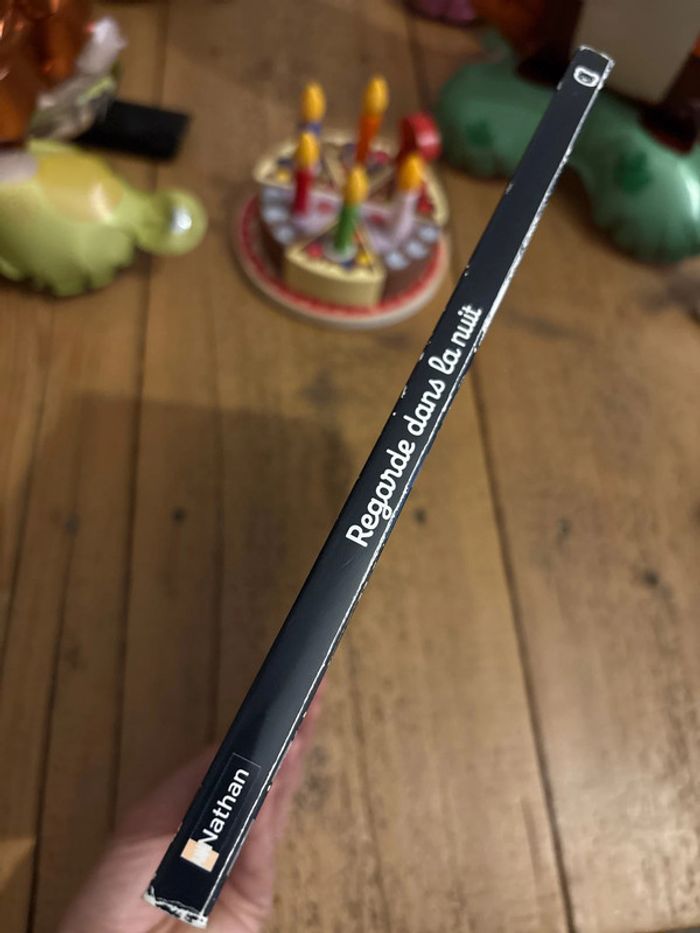 Regarde dans la nuit
Nathan